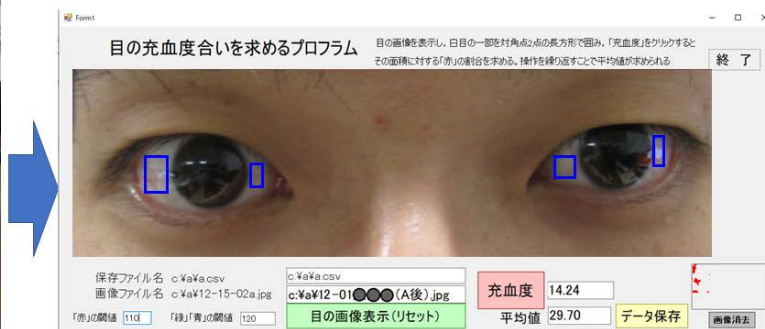 Form1
目の充血度合いを求めるプロフラム
目の画像を表示し，白目の一部を対角点2点の長方形で囲み，「充血度」をクリックすると
その面積に対する「赤」の割合を求める。操作を繰り返すことで平均値が求められる
終 了
保存ファイル名 c:¥a¥a.csv
c:¥a¥a.csv
画像ファイル名 c:¥a¥12-15-02a.jpg
c:¥a¥12-01●●●(A後).jpg
充血度 14.24
「赤」の閾値 110 「緑」「青」の閾値 120
目の画像表示(リセット)
平均値 29.70
データ保存
画像消去